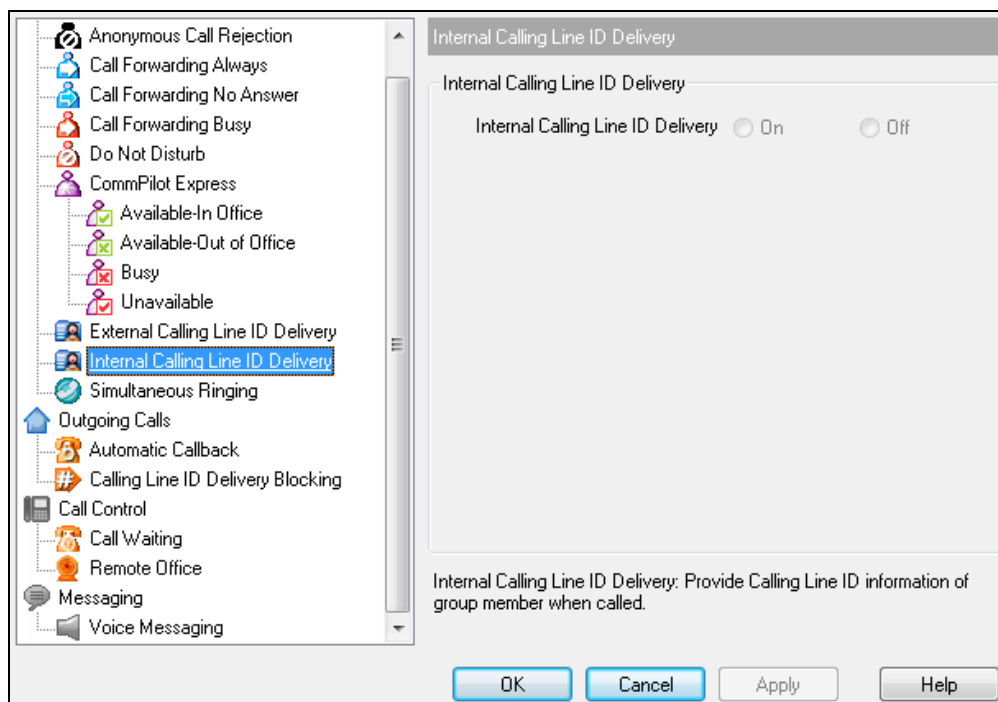 Anonymous Call Rejection
Call Forwarding Always
Call Forwarding No Answer
Call Forwarding Busy
Do Not Disturb
CommPilot Express
Available-In Office
Available-Out of Office
Busy
Unavailable
External Calling Line ID Delivery
Internal Calling Line ID Delivery
Simultaneous Ringing
Outgoing Calls
Automatic Callback
Calling Line ID Delivery Blocking
Call Control
Call Waiting
Remote Office
Messaging
Voice Messaging
Internal Calling Line ID Delivery
Internal Calling Line ID Delivery
Internal Calling Line ID Delivery On Off
Internal Calling Line ID Delivery: Provide Calling Line ID information of
group member when called.
OK Cancel Apply Help